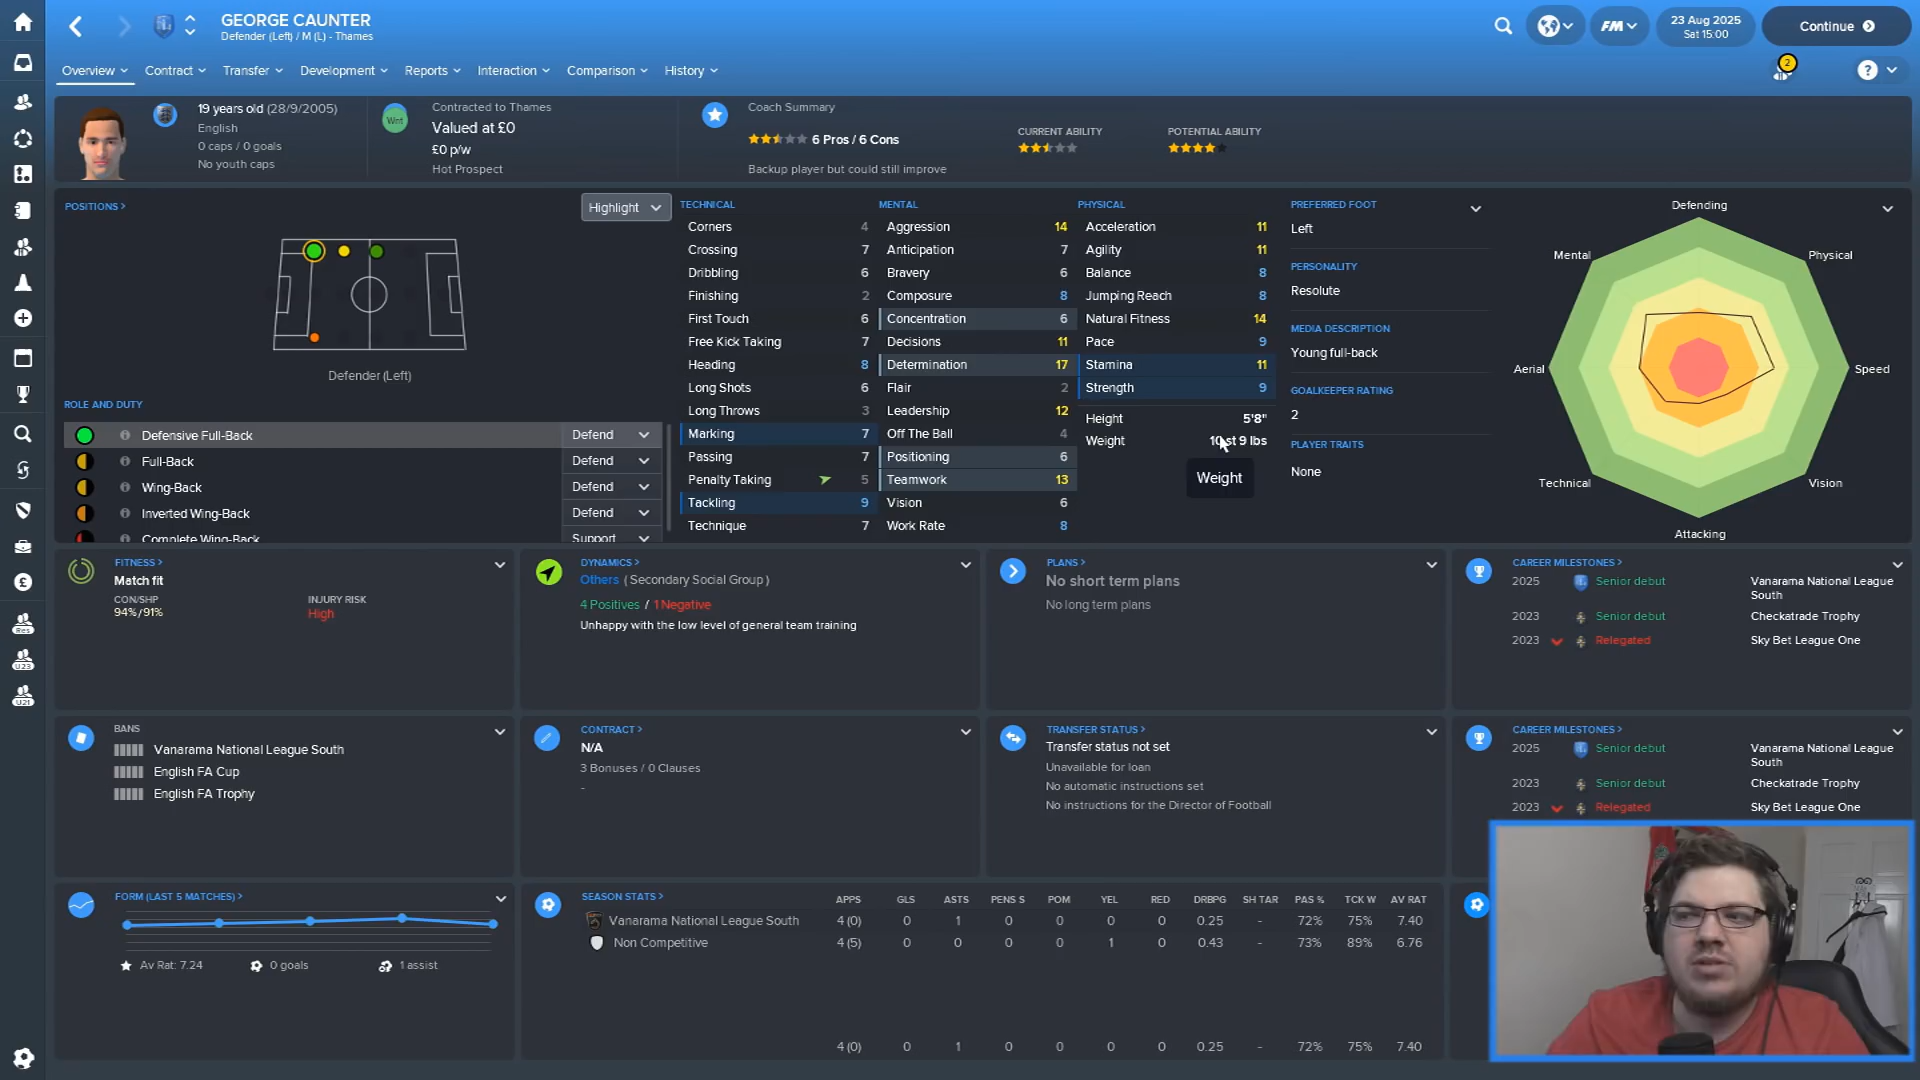 GEORGE CAUNTER
Defender (Left) / M (L) - Thames
FM
23 Aug 2025
Sat 15:00
Continue
Overview
Contract
Transfer
Development
Reports
Interaction
Comparison
History
2
?
19 years old (28/9/2005)
English
0 caps / 0 goals
No youth caps
Wnt
Contracted to Thames
Valued at £0
£0 p/w
Hot Prospect
Coach Summary
6 Pros / 6 Cons
Backup player but could still improve
CURRENT ABILITY
POTENTIAL ABILITY
POSITIONS >
Highlight
Defender (Left)
ROLE AND DUTY
Defensive Full-Back Defend
Full-Back Defend
Wing-Back Defend
Inverted Wing-Back Defend
Complete Wing-Back Support
TECHNICAL
Corners 4
Crossing 7
Dribbling 6
Finishing 2
First Touch 6
Free Kick Taking 7
Heading 8
Long Shots 6
Long Throws 3
Marking 7
Passing 7
Penalty Taking 5
Tackling 9
Technique 7
MENTAL
Aggression 14
Anticipation 7
Bravery 6
Composure 8
Concentration 6
Decisions 11
Determination 17
Flair 2
Leadership 12
Off The Ball 4
Positioning 6
Teamwork 13
Vision 6
Work Rate 8
PHYSICAL
Acceleration 11
Agility 11
Balance 8
Jumping Reach 8
Natural Fitness 14
Pace 9
Stamina 11
Strength 9
Height 5'8"
Weight 10 st 9 lbs
Weight
PREFERRED FOOT
Left
PERSONALITY
Resolute
MEDIA DESCRIPTION
Young full-back
GOALKEEPER RATING
2
PLAYER TRAITS
None
Defending
Mental
Physical
Aerial
Speed
Technical
Vision
Attacking
FITNESS >
Match fit
CON/SHP
94%/91%
INJURY RISK
High
DYNAMICS >
Others ( Secondary Social Group )
4 Positives / 1 Negative
Unhappy with the low level of general team training
PLANS >
No short term plans
No long term plans
CAREER MILESTONES >
2025 Senior debut Vanarama National League South
2023 Senior debut Checkatrade Trophy
2023 Relegated Sky Bet League One
BANS
Vanarama National League South
English FA Cup
English FA Trophy
CONTRACT >
N/A
3 Bonuses / 0 Clauses
-
TRANSFER STATUS >
Transfer status not set
Unavailable for loan
No automatic instructions set
No instructions for the Director of Football
CAREER MILESTONES >
2025 Senior debut Vanarama National League South
2023 Senior debut Checkatrade Trophy
2023 Relegated Sky Bet League One
FORM (LAST 5 MATCHES) >
Av Rat: 7.24
0 goals
1 assist
SEASON STATS >
APPS GLS ASTS PENS S POM YEL RED DRBPG SH TAR PAS % TCK W AV RAT
Vanarama National League South 4 (0) 0 1 0 0 0 0 0.25 - 72% 75% 7.40
Non Competitive 4 (5) 0 0 0 0 1 0 0.43 - 73% 89% 6.76
4 (0) 0 1 0 0 0 0 0.25 - 72% 75% 7.40
Res
U23
U21